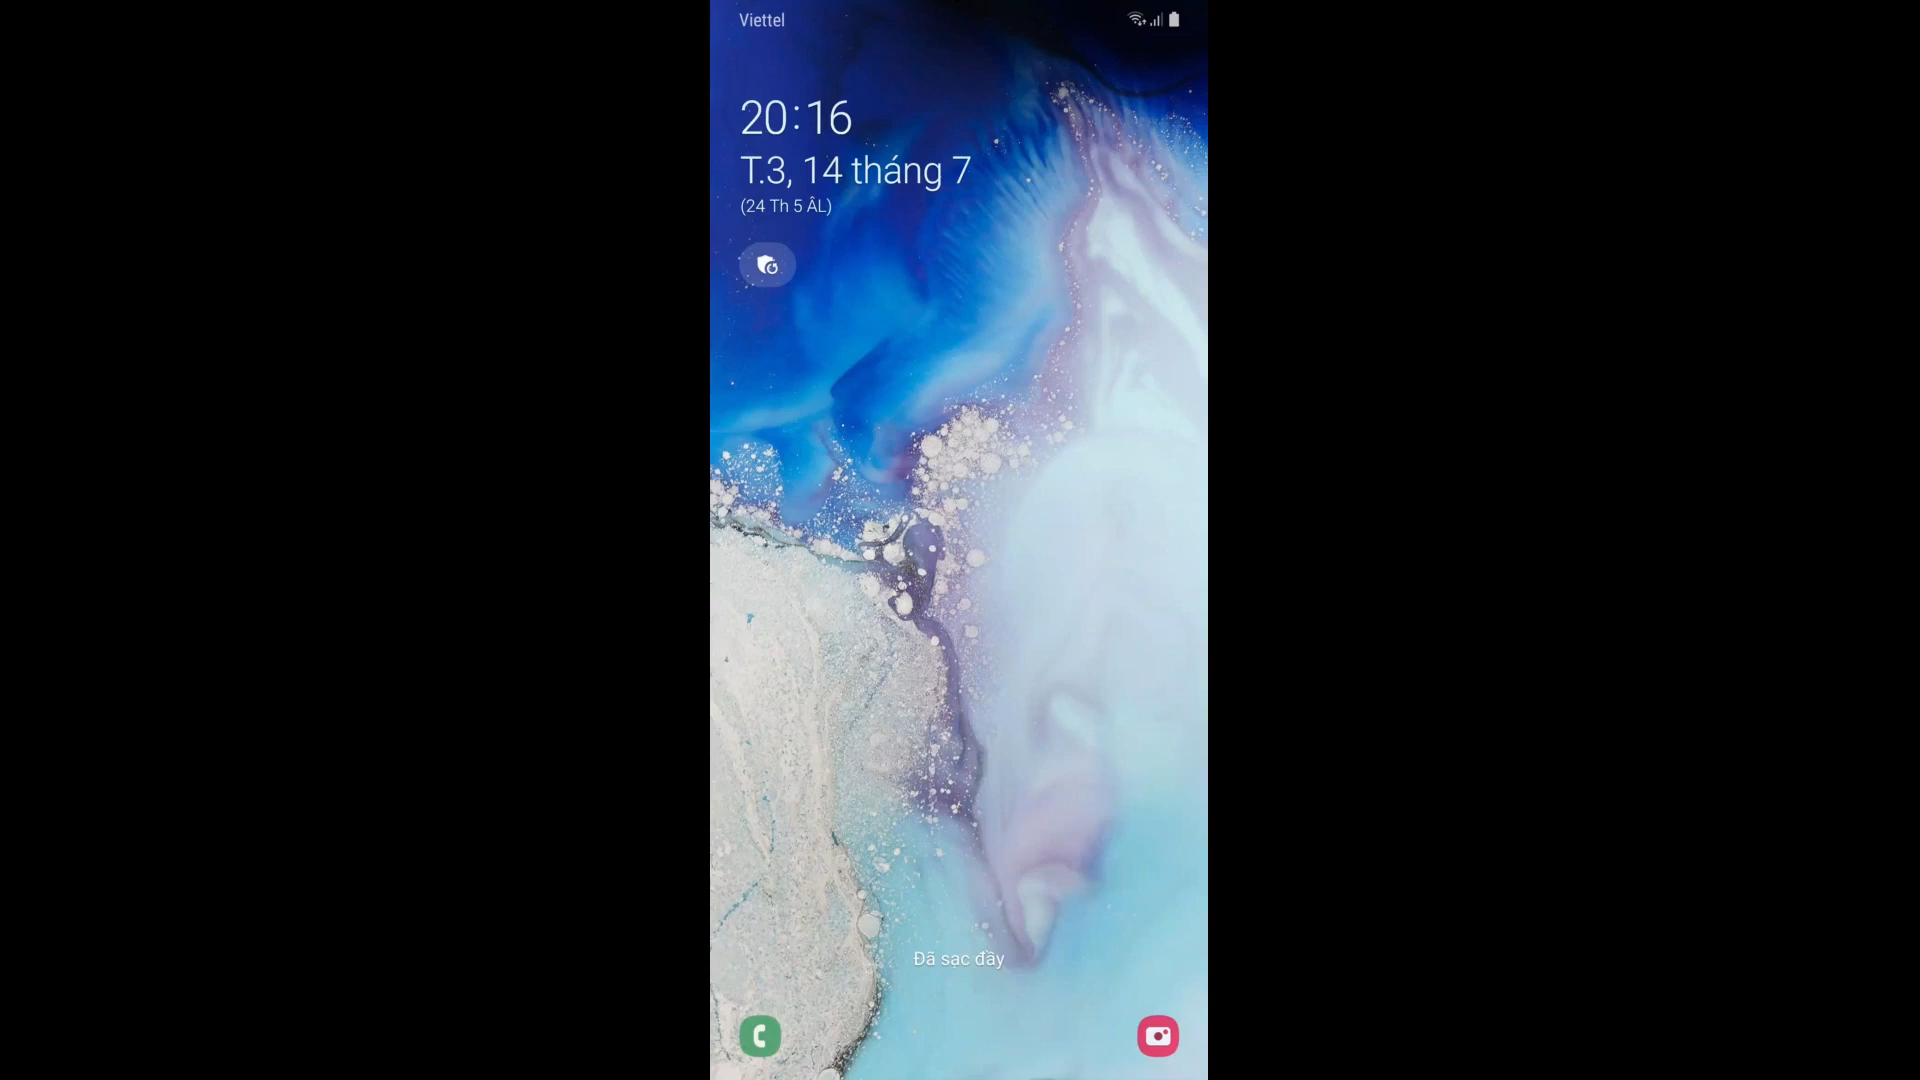 Viettel
20:16
T.3, 14 tháng 7
(24 Th 5 ÂL)
Đã sạc đầy